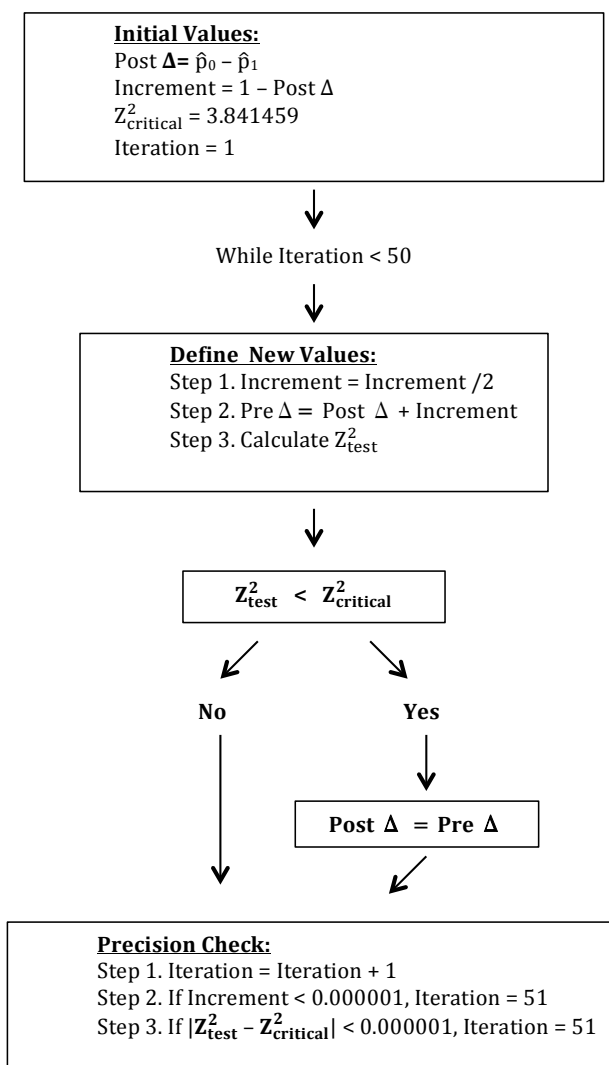 Initial Values:
Post Δ= p̂₀ – p̂₁
Increment = 1 – Post Δ
Z²critical = 3.841459
Iteration = 1
While Iteration < 50
Define New Values:
Step 1. Increment = Increment /2
Step 2. Pre Δ = Post Δ + Increment
Step 3. Calculate Z²test
Z²test < Z²critical
No
Yes
Post Δ = Pre Δ
Precision Check:
Step 1. Iteration = Iteration + 1
Step 2. If Increment < 0.000001, Iteration = 51
Step 3. If |Z²test – Z²critical| < 0.000001, Iteration = 51